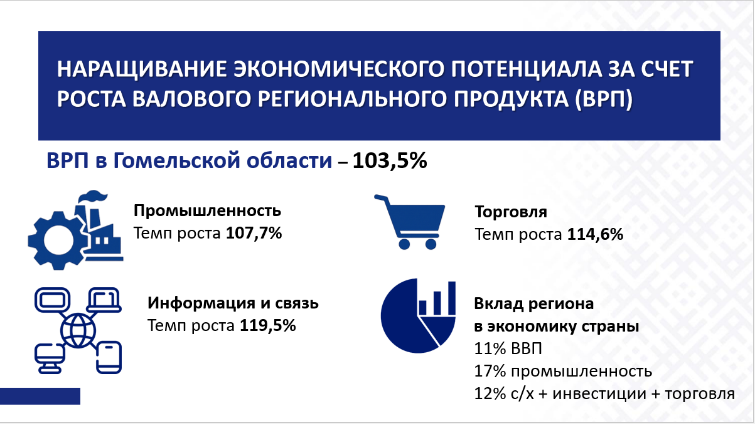 НАРАЩИВАНИЕ ЭКОНОМИЧЕСКОГО ПОТЕНЦИАЛА ЗА СЧЕТ
РОСТА ВАЛОВОГО РЕГИОНАЛЬНОГО ПРОДУКТА (ВРП)
ВРП в Гомельской области – 103,5%
Промышленность
Темп роста 107,7%
Торговля
Темп роста 114,6%
Информация и связь
Темп роста 119,5%
Вклад региона
в экономику страны
11% ВВП
17% промышленность
12% с/х + инвестиции + торговля